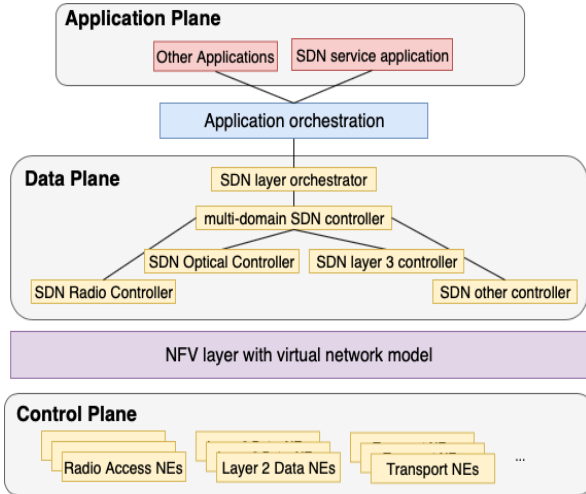 Application Plane
Other Applications
SDN service application
Application orchestration
Data Plane
SDN layer orchestrator
multi-domain SDN controller
SDN Optical Controller
SDN layer 3 controller
SDN Radio Controller
SDN other controller
NFV layer with virtual network model
Control Plane
Radio Access NEs
Layer 2 Data NEs
Transport NEs
...